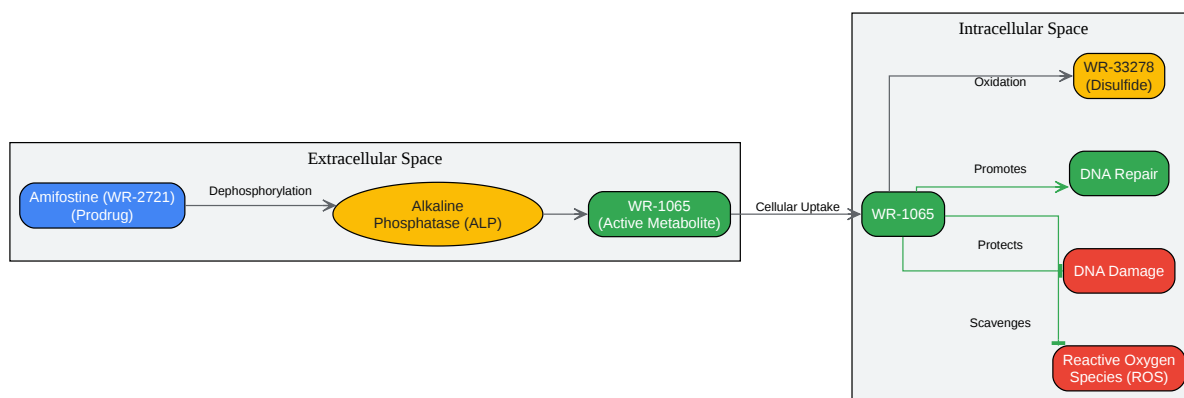 Extracellular Space
Amifostine (WR-2721)
(Prodrug)
Dephosphorylation
Alkaline
Phosphatase (ALP)
WR-1065
(Active Metabolite)
Cellular Uptake
Intracellular Space
WR-1065
Oxidation
WR-33278
(Disulfide)
Promotes
DNA Repair
Protects
DNA Damage
Scavenges
Reactive Oxygen
Species (ROS)